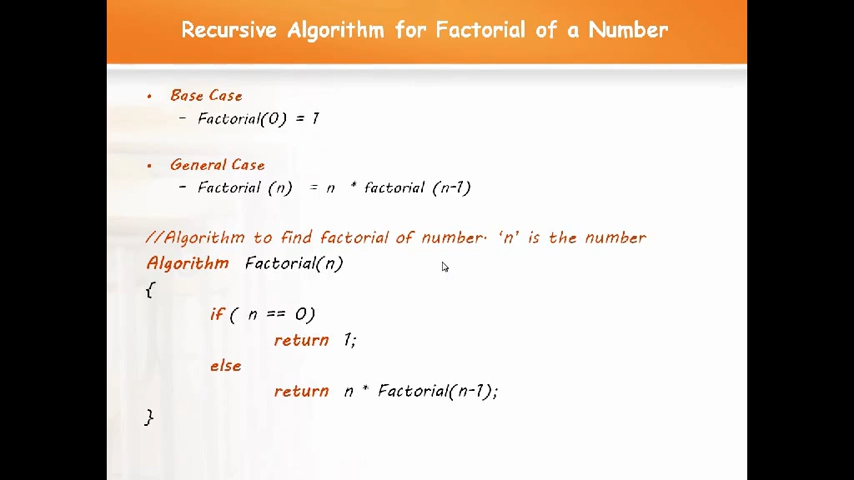 Recursive Algorithm for Factorial of a Number
• Base Case
– Factorial(0) = 1
• General Case
– Factorial (n) = n * factorial (n-1)
//Algorithm to find factorial of number. ‘n’ is the number
Algorithm Factorial(n)
{
if ( n == 0)
return 1;
else
return n * Factorial(n-1);
}